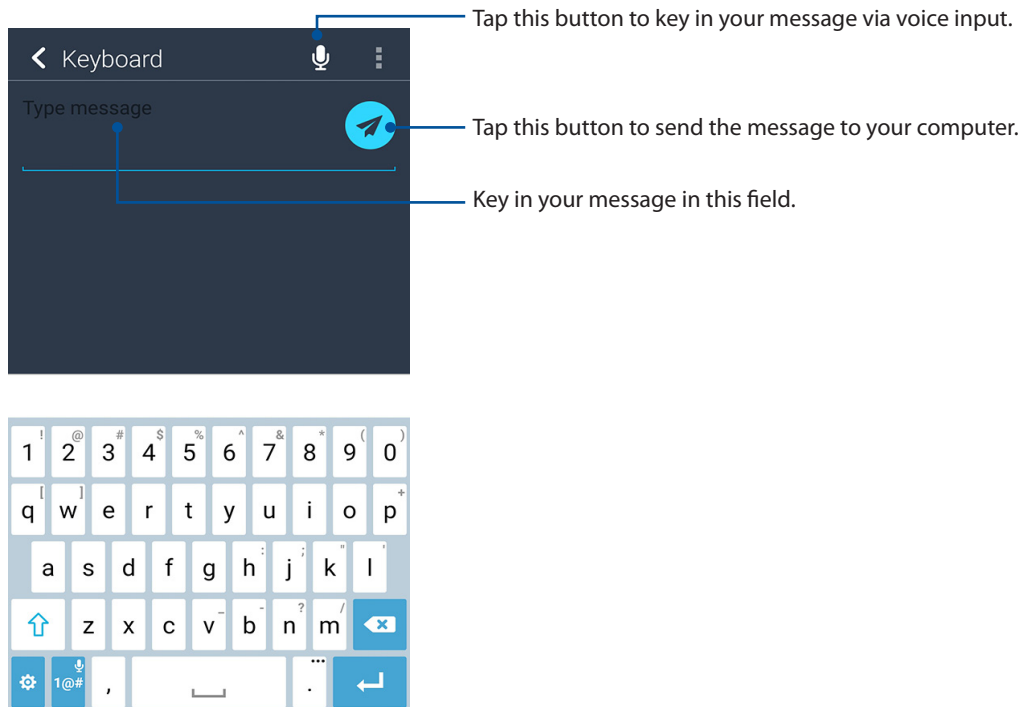 Tap this button to key in your message via voice input.
Keyboard
Type message
Tap this button to send the message to your computer.
Key in your message in this field.
! @ # $ % ^ & * ( )
1 2 3 4 5 6 7 8 9 0
[ ] +
q w e r t y u i o p
: ; " '
a s d f g h j k l
_ - ? /
z x c v b n m
1@# , . ...